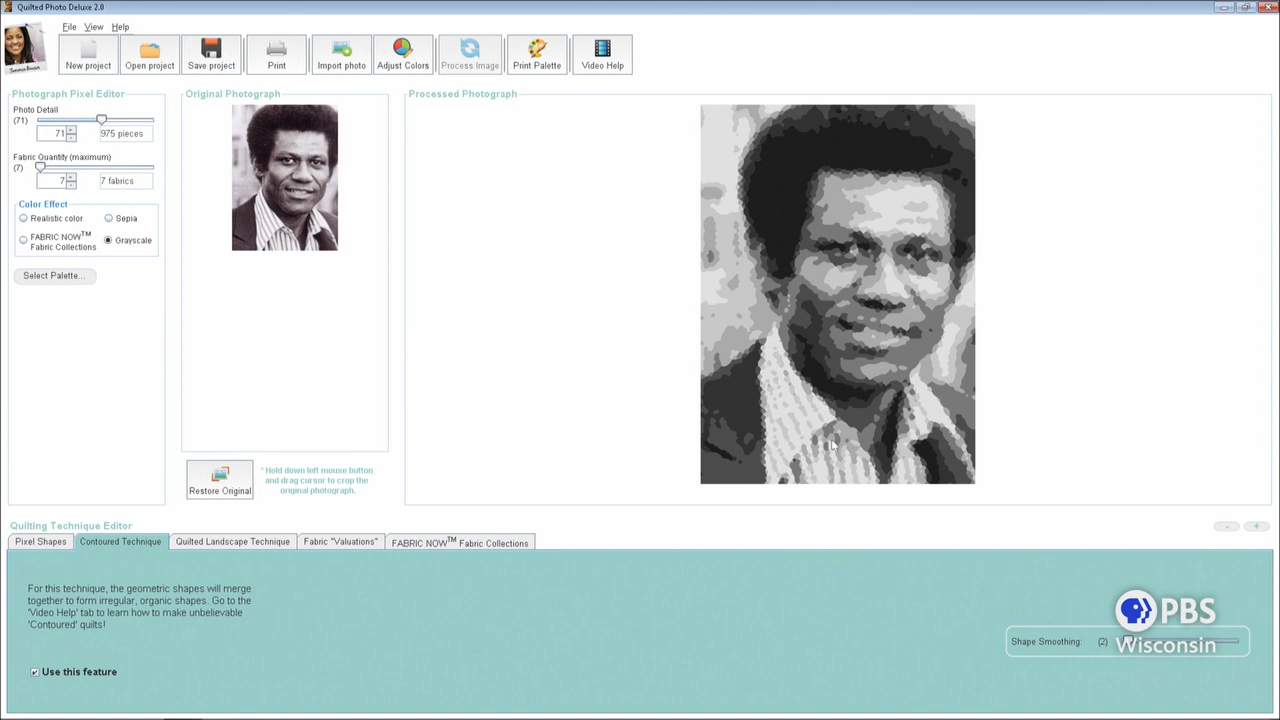 Quilted Photo Deluxe 2.0
File View Help
New project Open project Save project Print Import photo Adjust Colors Process Image Print Palette Video Help
Photograph Pixel Editor
Photo Detail
(71)
71 975 pieces
Fabric Quantity (maximum)
(7)
7 7 fabrics
Color Effect
Realistic color Sepia
FABRIC NOW™
Fabric Collections
Grayscale
Select Palette...
Original Photograph
Restore Original
* Hold down left mouse button
and drag cursor to crop the
original photograph.
Processed Photograph
Quilting Technique Editor
- +
Pixel Shapes Contoured Technique Quilted Landscape Technique Fabric "Valuations" FABRIC NOW™ Fabric Collections
For this technique, the geometric shapes will merge
together to form irregular, organic shapes. Go to the
'Video Help' tab to learn how to make unbelievable
'Contoured' quilts!
Use this feature
Shape Smoothing: (2)
PBS
Wisconsin